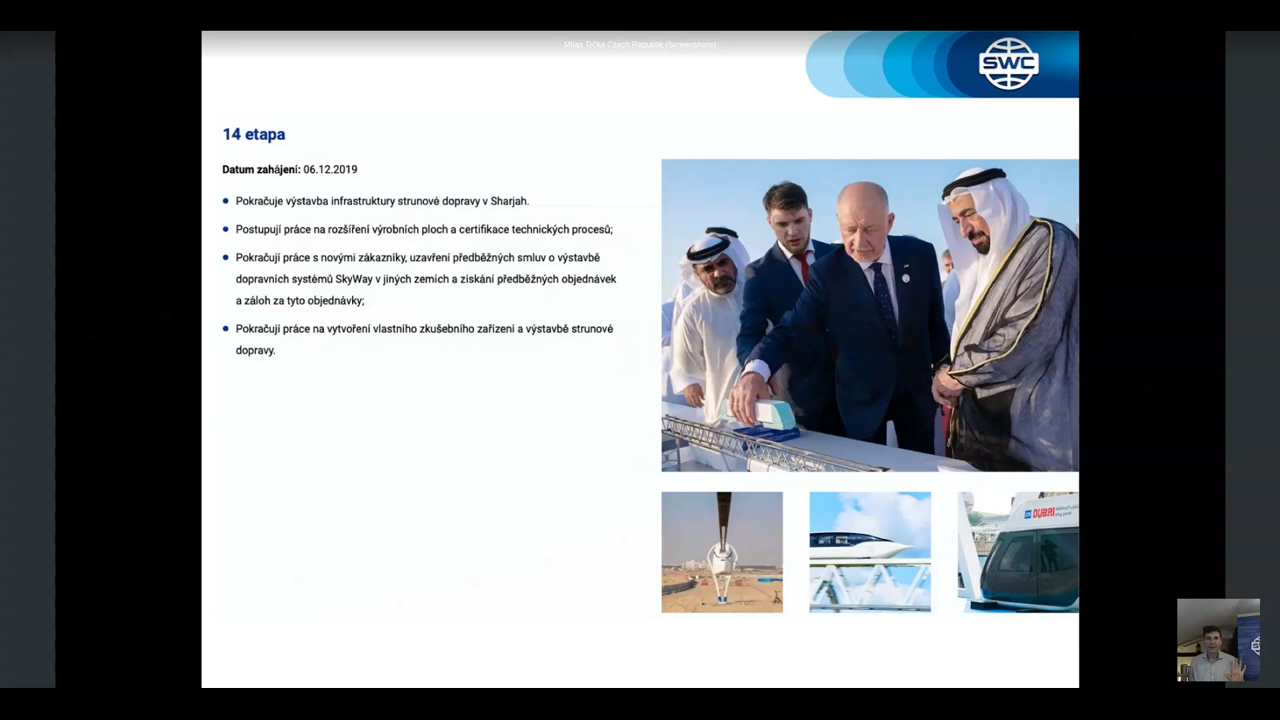 Milan Trõta Czech Republik (Screenshare)
SWC
14 etapa
Datum zahájení: 06.12.2019
Pokračuje výstavba infrastruktury strunové dopravy v Sharjah.
Postupují práce na rozšíření výrobních ploch a certifikace technických procesů;
Pokračují práce s novými zákazníky, uzavření předběžných smluv o výstavbě
dopravních systémů SkyWay v jiných zemích a získání předběžných objednávek
a záloh za tyto objednávky;
Pokračují práce na vytvoření vlastního zkušebního zařízení a výstavbě strunové
dopravy.
DUBAI